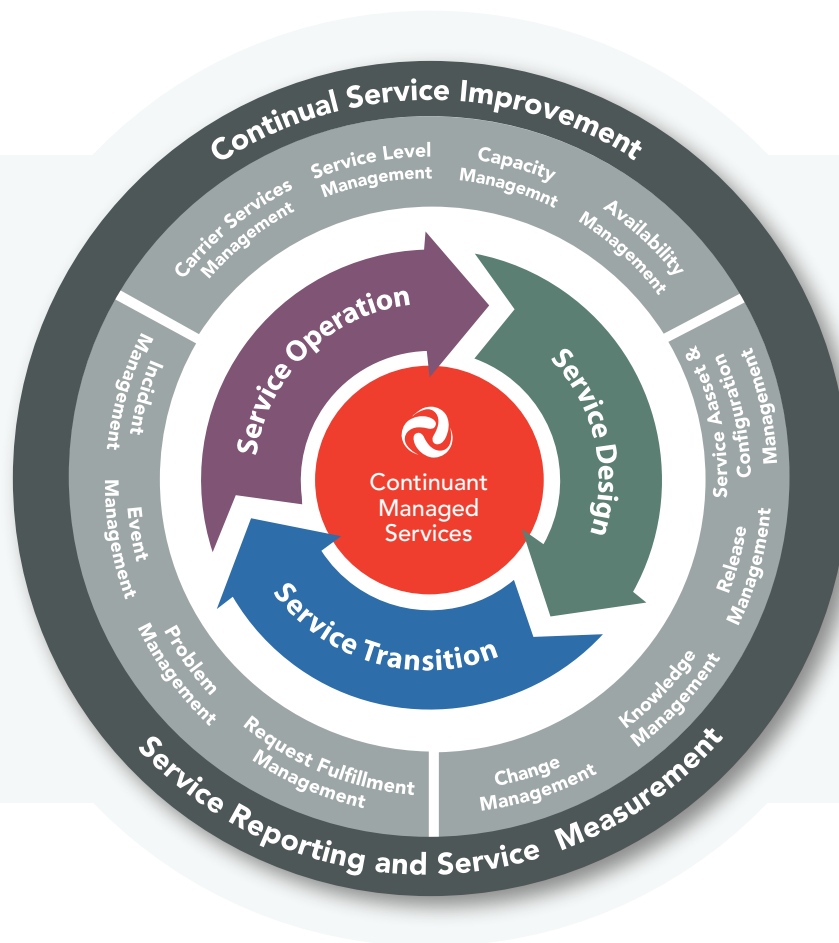 Continual Service Improvement
Carrier Services
Management
Service Level
Management
Capacity
Managemnt
Availability
Management
Service Aasset &
Configuration
Management
Release
Management
Knowledge
Management
Change
Management
Request Fulfillment
Management
Problem
Management
Event
Management
Incident
Management
Service Operation
Service Design
Service Transition
Continuant
Managed
Services
Service Reporting and Service Measurement